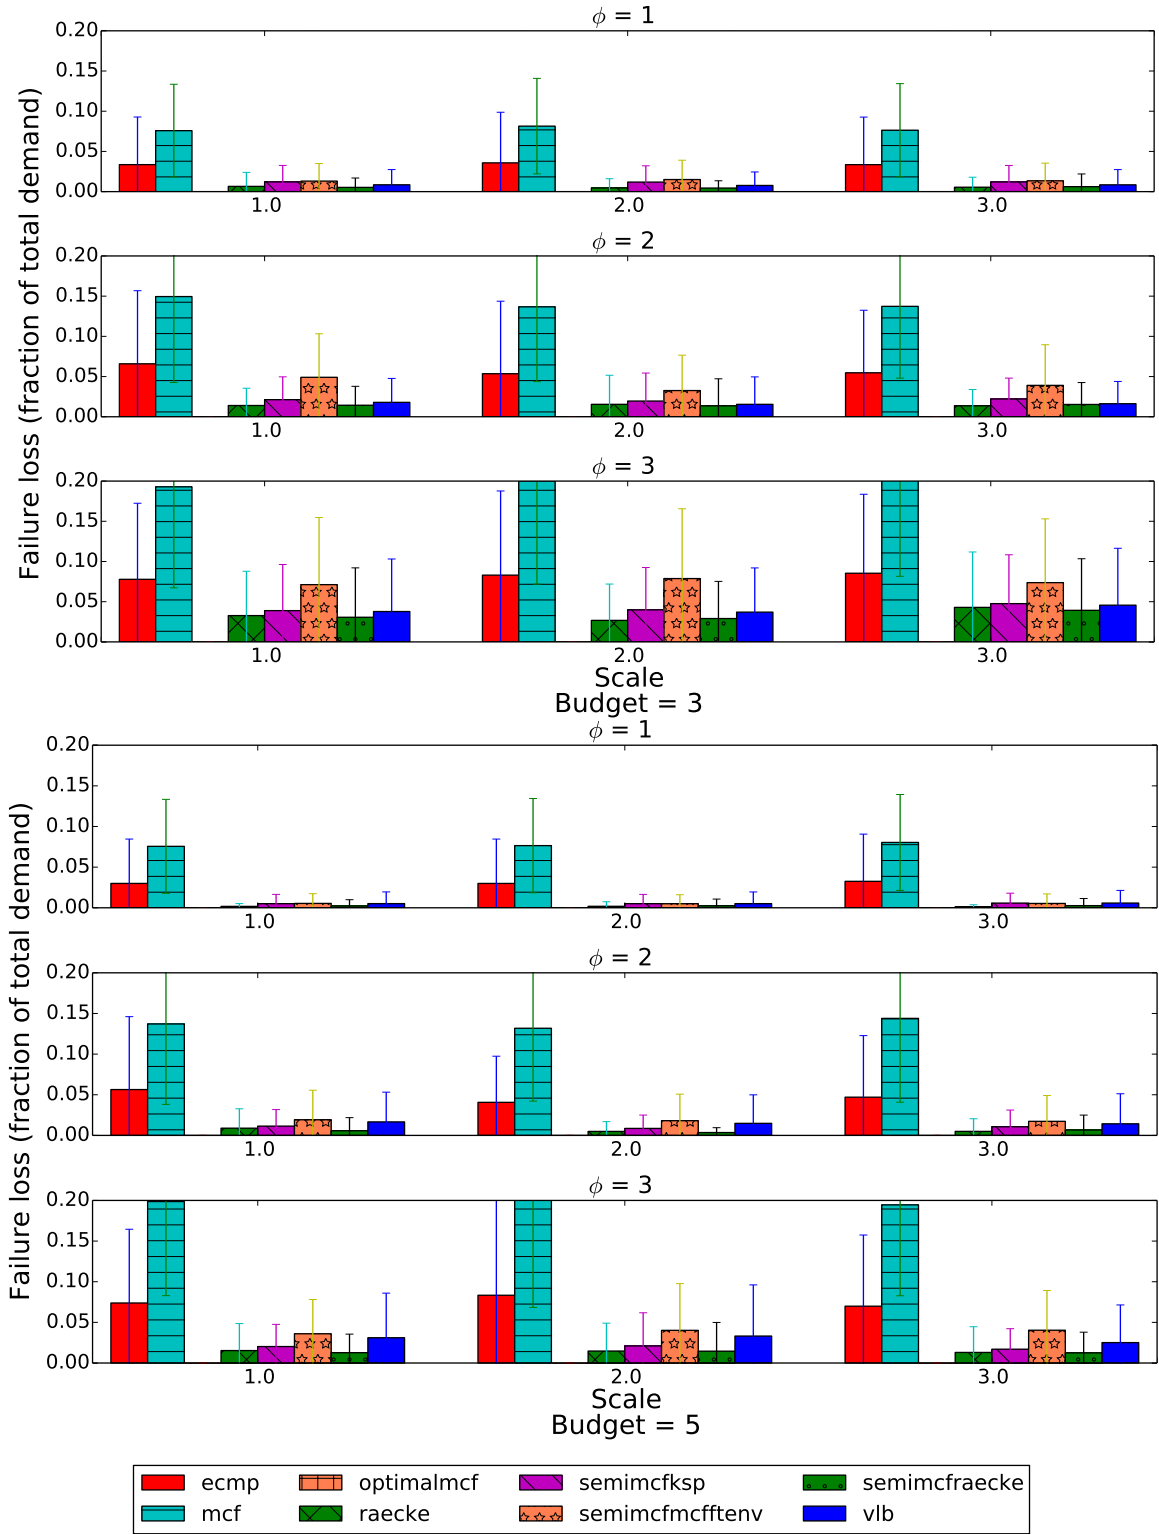 ϕ = 1
0.20
0.15
0.10
0.05
0.00
1.0 2.0 3.0
ϕ = 2
0.20
0.15
0.10
0.05
0.00
1.0 2.0 3.0
ϕ = 3
0.20
0.15
0.10
0.05
0.00
1.0 2.0 3.0
Failure loss (fraction of total demand)
Scale
Budget = 3
ϕ = 1
0.20
0.15
0.10
0.05
0.00
1.0 2.0 3.0
ϕ = 2
0.20
0.15
0.10
0.05
0.00
1.0 2.0 3.0
ϕ = 3
0.20
0.15
0.10
0.05
0.00
1.0 2.0 3.0
Failure loss (fraction of total demand)
Scale
Budget = 5
ecmp optimalmcf semimcfksp semimcfraecke
mcf raecke semimcfmcfftenv vlb